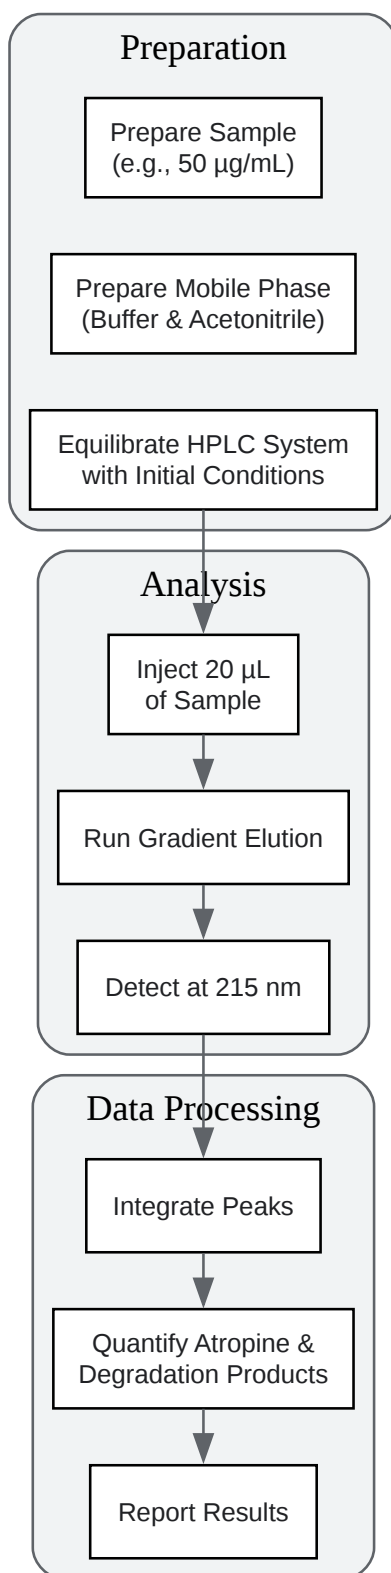 Preparation
Prepare Sample
(e.g., 50 µg/mL)
Prepare Mobile Phase
(Buffer & Acetonitrile)
Equilibrate HPLC System
with Initial Conditions
Analysis
Inject 20 µL
of Sample
Run Gradient Elution
Detect at 215 nm
Data Processing
Integrate Peaks
Quantify Atropine &
Degradation Products
Report Results